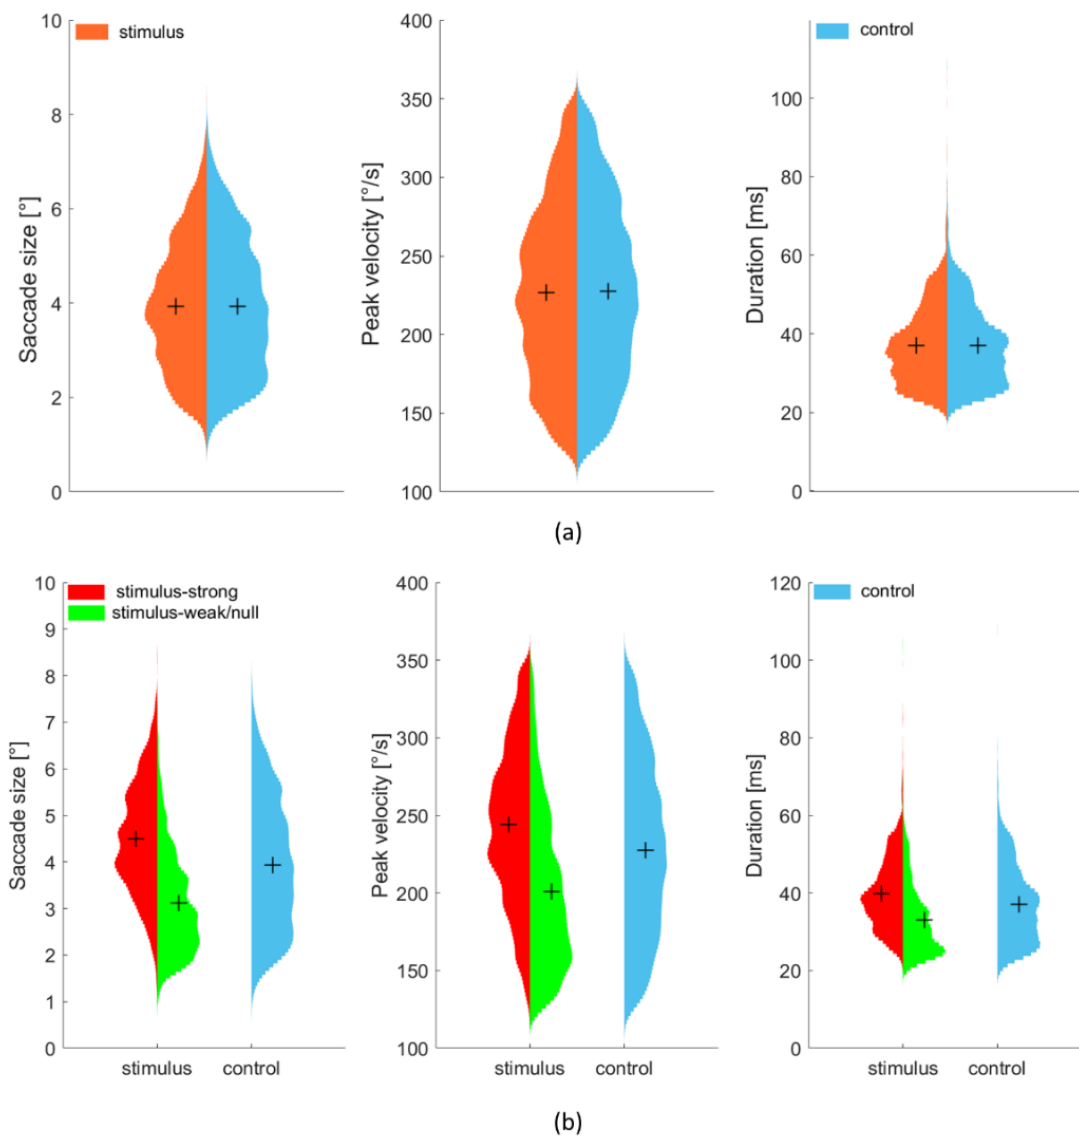 stimulus
Saccade size [°]
10
8
6
4
2
0
Peak velocity [°/s]
400
350
300
250
200
150
100
control
Duration [ms]
100
80
60
40
20
0
(a)
stimulus-strong
stimulus-weak/null
Saccade size [°]
10
9
8
7
6
5
4
3
2
1
0
stimulus control
Peak velocity [°/s]
400
350
300
250
200
150
100
stimulus control
control
Duration [ms]
120
100
80
60
40
20
0
stimulus control
(b)